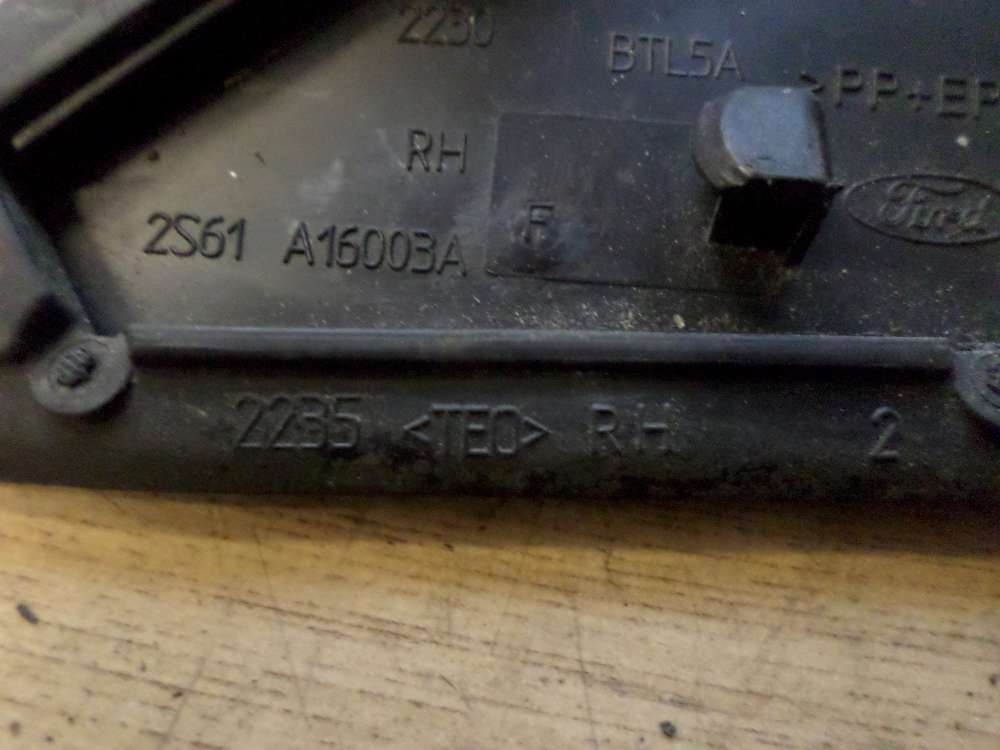 2230
BTL5A
>PP+EP
RH
Ford
F
2S61 A16003A
2235 <TEO> RH 2